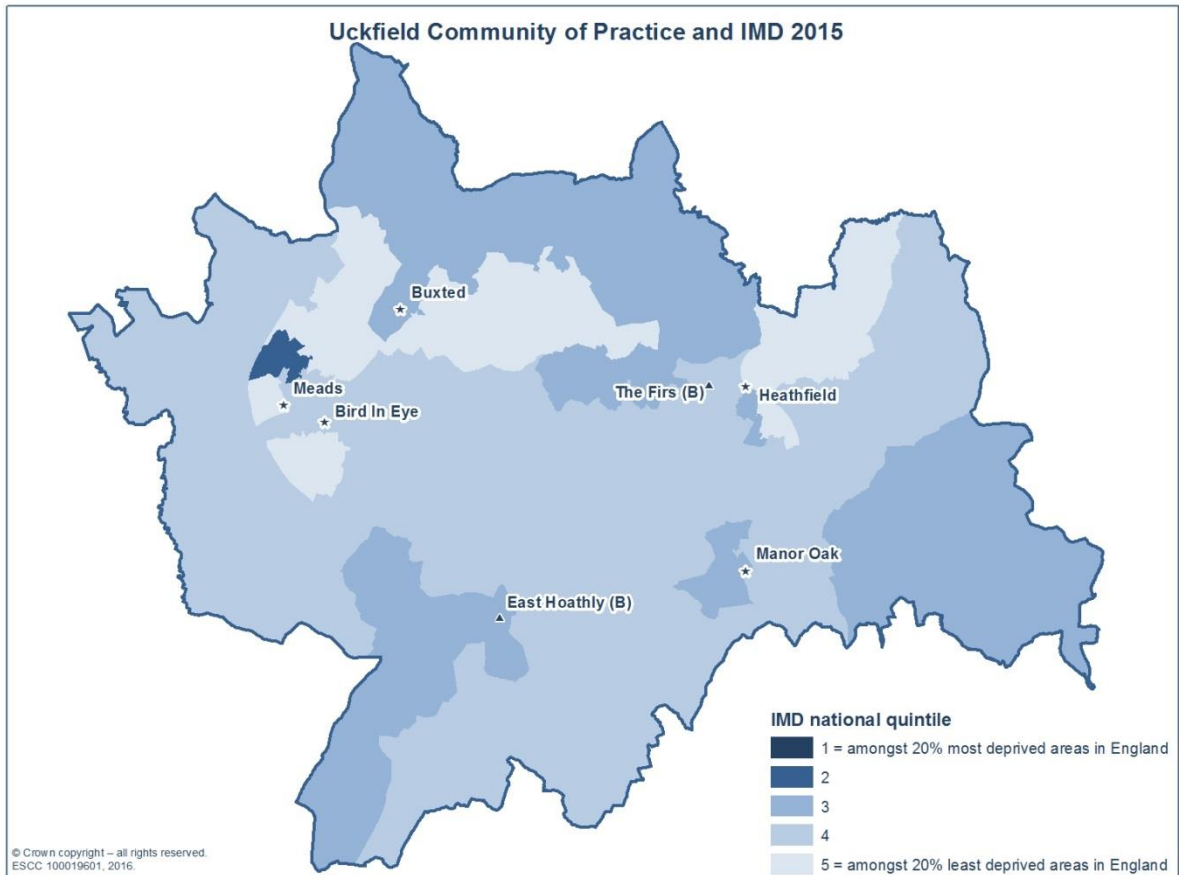 Uckfield Community of Practice and IMD 2015
Buxted
Meads
Bird In Eye
The Firs (B)
Heathfield
Manor Oak
East Hoathly (B)
IMD national quintile
1 = amongst 20% most deprived areas in England
2
3
4
5 = amongst 20% least deprived areas in England
© Crown copyright – all rights reserved.
ESCC 100019601, 2016.